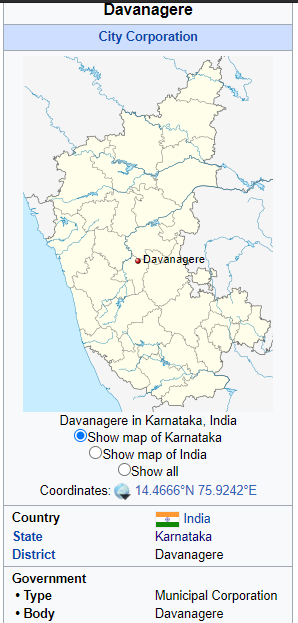 Davanagere
City Corporation
Davanagere
Davanagere in Karnataka, India
Show map of Karnataka
Show map of India
Show all
Coordinates: 14.4666°N 75.9242°E
Country India
State Karnataka
District Davanagere
Government
• Type Municipal Corporation
• Body Davanagere